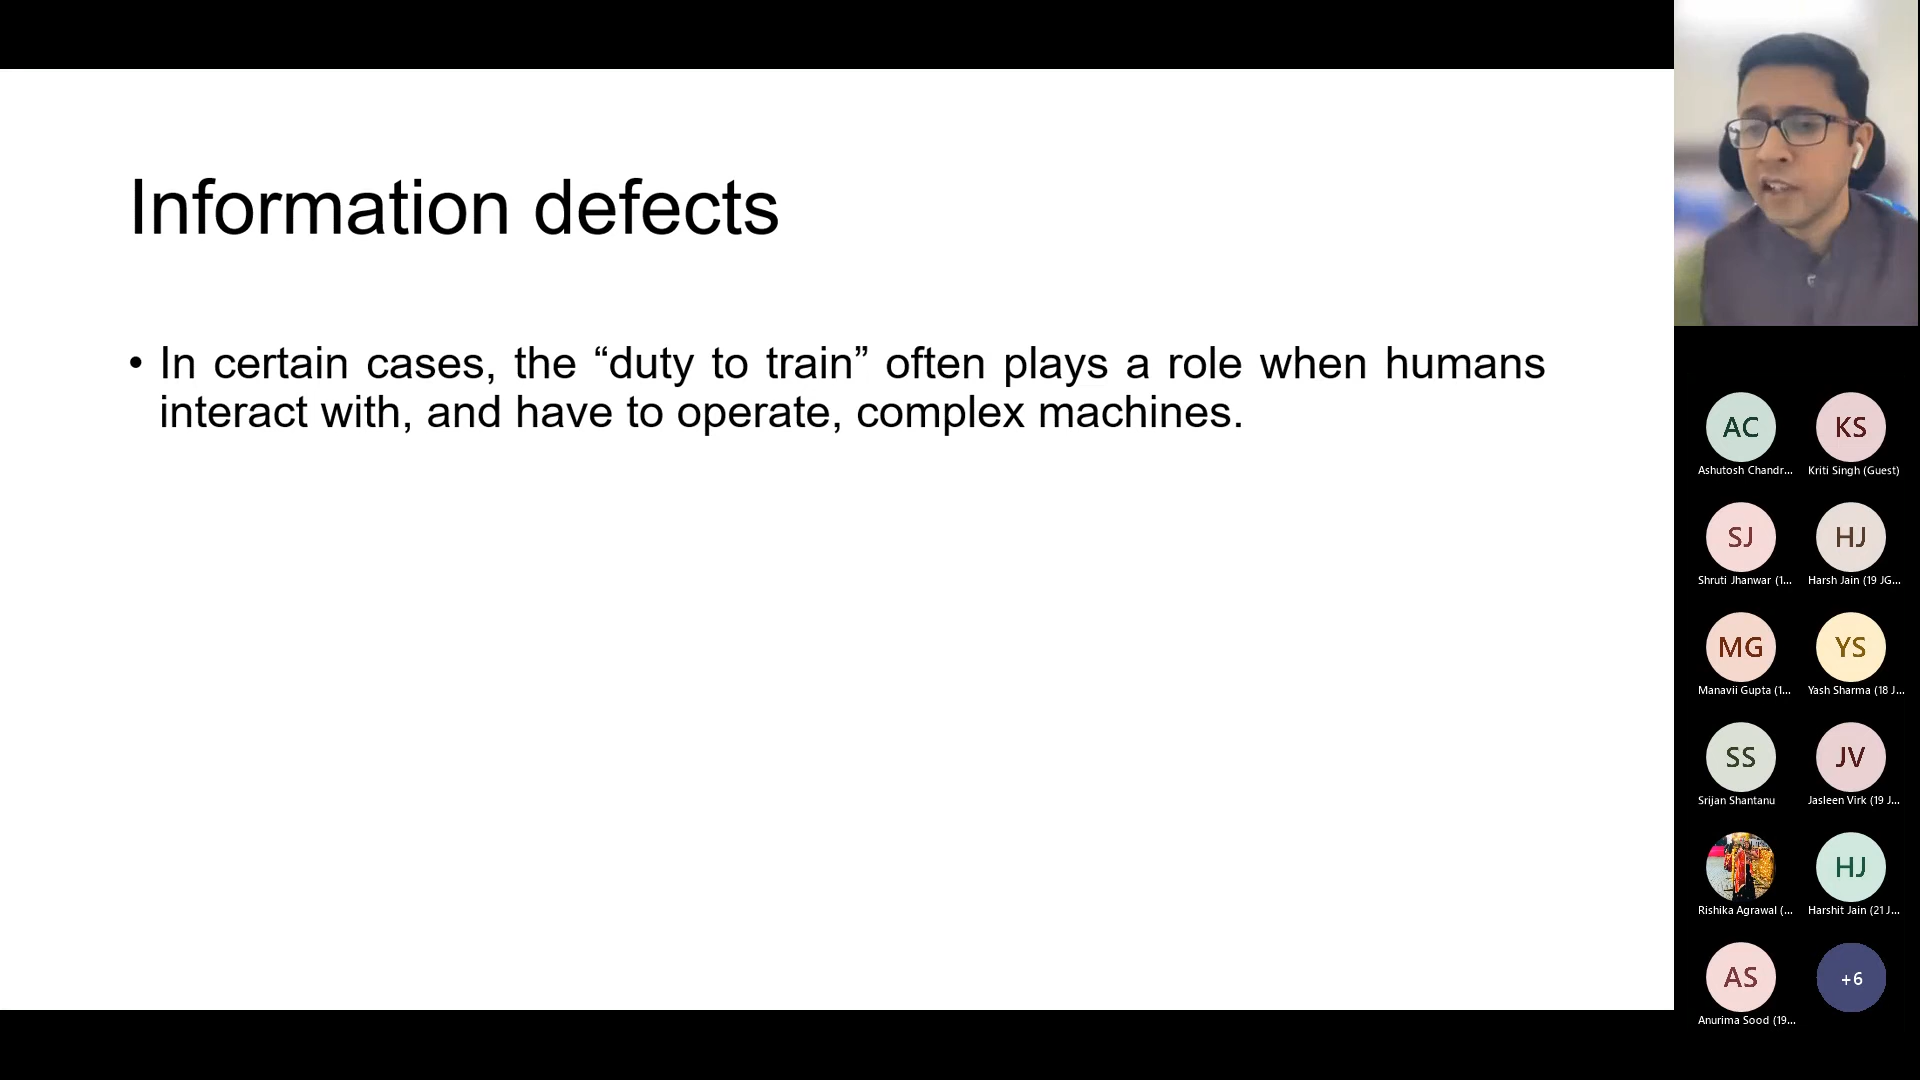 Information defects
• In certain cases, the “duty to train” often plays a role when humans
interact with, and have to operate, complex machines.
AC
KS
Ashutosh Chandr...
Kriti Singh (Guest)
SJ
HJ
Shruti Jhanwar (1...
Harsh Jain (19 JG...
MG
YS
Manavii Gupta (1...
Yash Sharma (18 J...
SS
JV
Srijan Shantanu
Jasleen Virk (19 J...
HJ
Rishika Agrawal (...
Harshit Jain (21 J...
AS
+6
Anurima Sood (19...